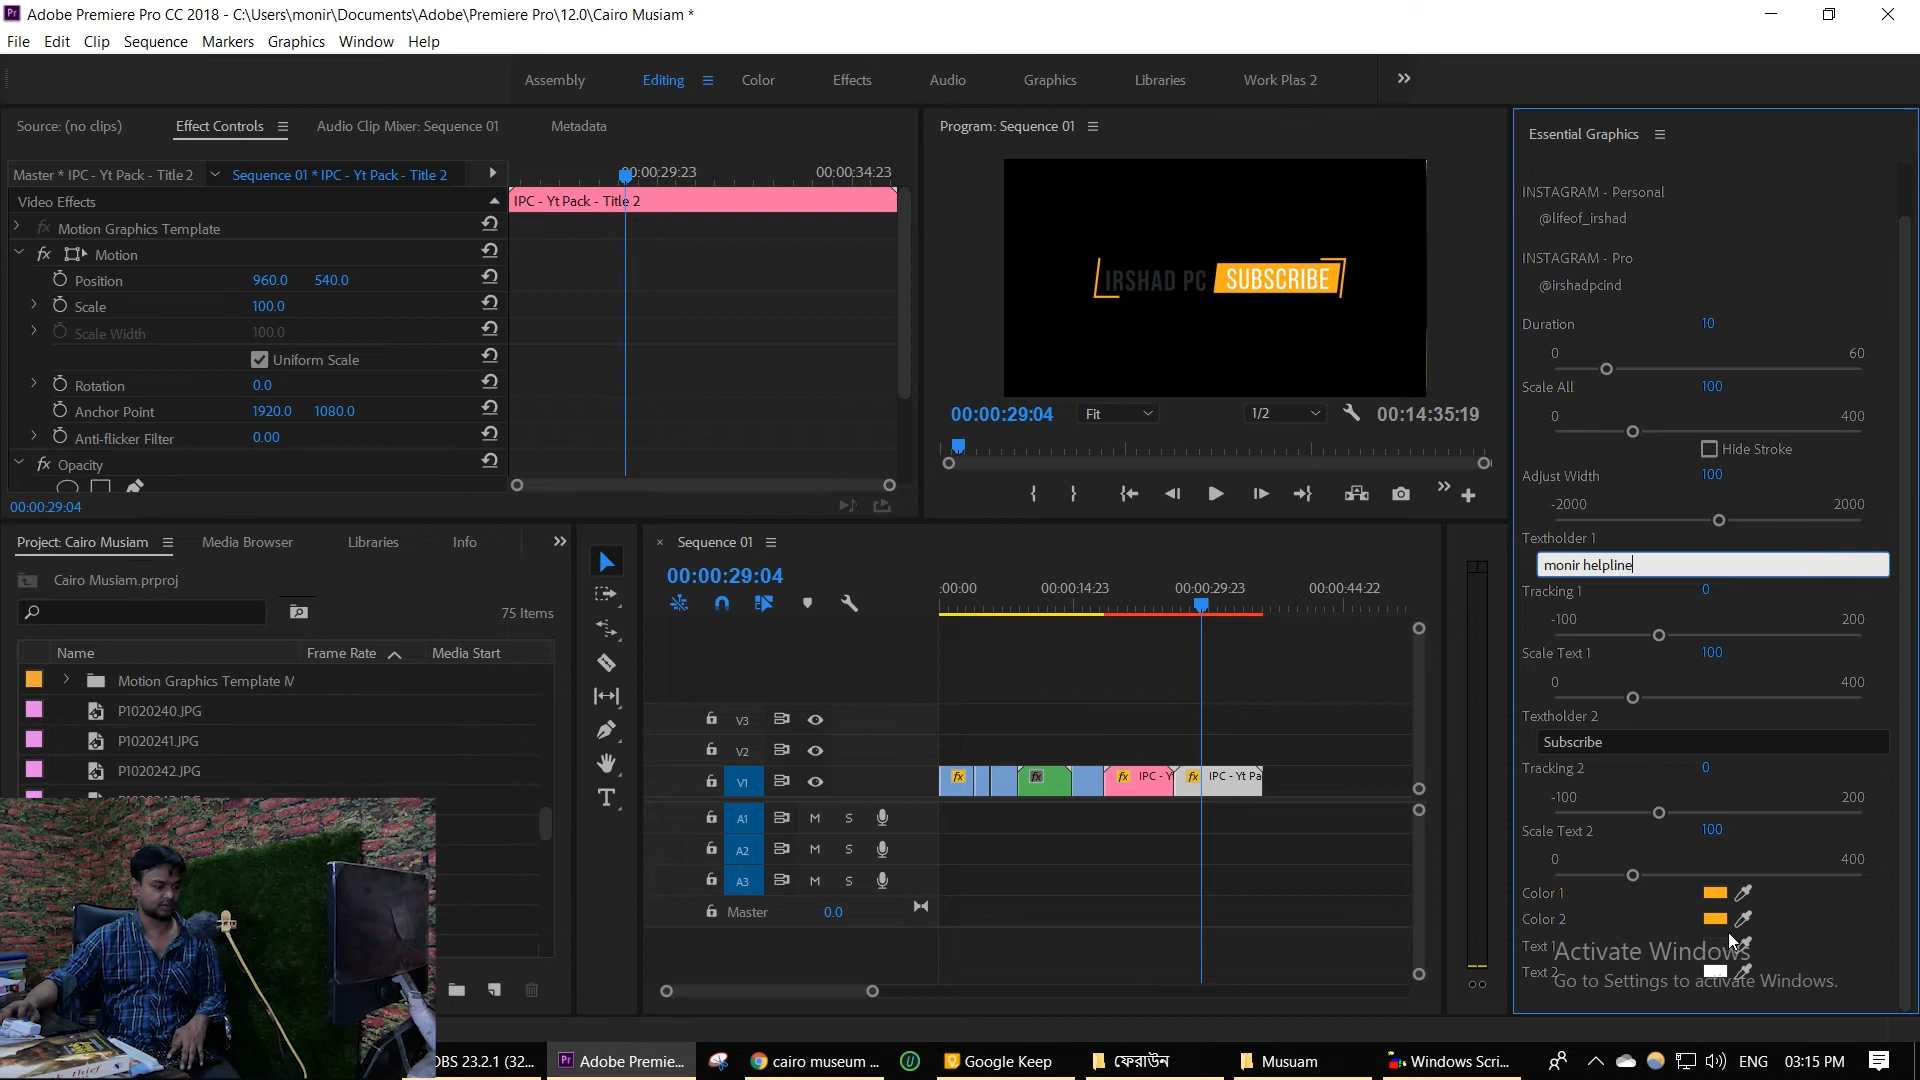 Adobe Premiere Pro CC 2018 - C:\Users\monir\Documents\Adobe\Premiere Pro\12.0\Cairo Musiam *
File Edit Clip Sequence Markers Graphics Window Help
Assembly Editing Color Effects Audio Graphics Libraries Work Plas 2
Source: (no clips) Effect Controls Audio Clip Mixer: Sequence 01 Metadata
Master * IPC - Yt Pack - Title 2 Sequence 01 * IPC - Yt Pack - Title 2
00:00:29:23 00:00:34:23
Video Effects
IPC - Yt Pack - Title 2
Motion Graphics Template
fx Motion
Position 960.0 540.0
Scale 100.0
Scale Width 100.0
Uniform Scale
Rotation 0.0
Anchor Point 1920.0 1080.0
Anti-flicker Filter 0.00
fx Opacity
00:00:29:04
Program: Sequence 01
IRSHAD PC SUBSCRIBE
00:00:29:04 Fit 1/2 00:14:35:19
Essential Graphics
INSTAGRAM - Personal
@lifeof_irshad
INSTAGRAM - Pro
@irshadpcind
Duration 10
0 60
Scale All 100
0 400
Hide Stroke
Adjust Width 100
-2000 2000
Textholder 1
monir helpline
Tracking 1 0
-100 200
Scale Text 1 100
0 400
Textholder 2
Subscribe
Tracking 2 0
-100 200
Scale Text 2 100
0 400
Color 1
Color 2
Text 1
Text 2
Activate Windows
Go to Settings to activate Windows.
Project: Cairo Musiam Media Browser Libraries Info
Cairo Musiam.prproj
75 Items
Name Frame Rate Media Start
Motion Graphics Template M
P1020240.JPG
P1020241.JPG
P1020242.JPG
× Sequence 01
00:00:29:04
:00:00 00:00:14:23 00:00:29:23 00:00:44:22
V3
V2
V1 fx fx fx IPC - Y fx IPC - Yt Pa
A1 M S
A2 M S
A3 M S
Master 0.0
OBS 23.2.1 (32... Adobe Premie... cairo museum ... Google Keep ফেরাউন Musuam Windows Scri... ENG 03:15 PM